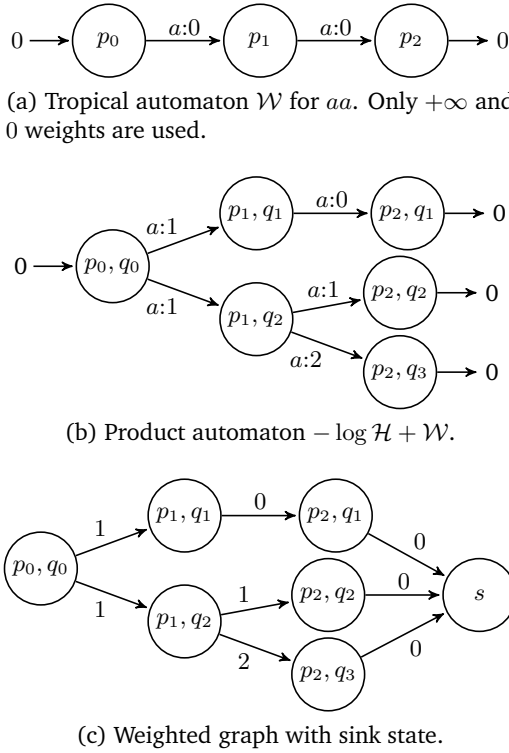 0 p₀ a:0 p₁ a:0 p₂ 0
(a) Tropical automaton 𝒲 for aa. Only +∞ and
0 weights are used.
p₁, q₁ a:0 p₂, q₁ 0
a:1
0 p₀, q₀
a:1
p₁, q₂ a:1 p₂, q₂ 0
a:2
p₂, q₃ 0
(b) Product automaton − log ℋ + 𝒲.
p₁, q₁ 0 p₂, q₁
1 0
p₀, q₀
1
p₁, q₂ 1 p₂, q₂ 0 s
2 0
p₂, q₃
(c) Weighted graph with sink state.